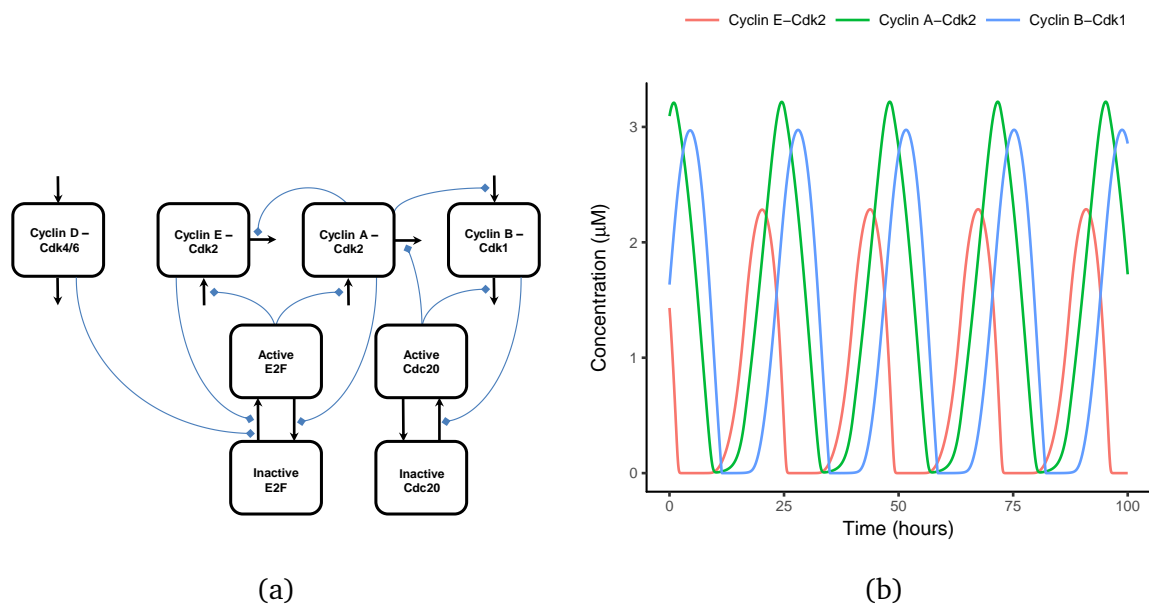 Cyclin D –
Cdk4/6
Cyclin E –
Cdk2
Cyclin A –
Cdk2
Cyclin B –
Cdk1
Active
E2F
Active
Cdc20
Inactive
E2F
Inactive
Cdc20
(a)
Cyclin E−Cdk2 Cyclin A−Cdk2 Cyclin B−Cdk1
Concentration (μM)
3
2
1
0
0 25 50 75 100
Time (hours)
(b)